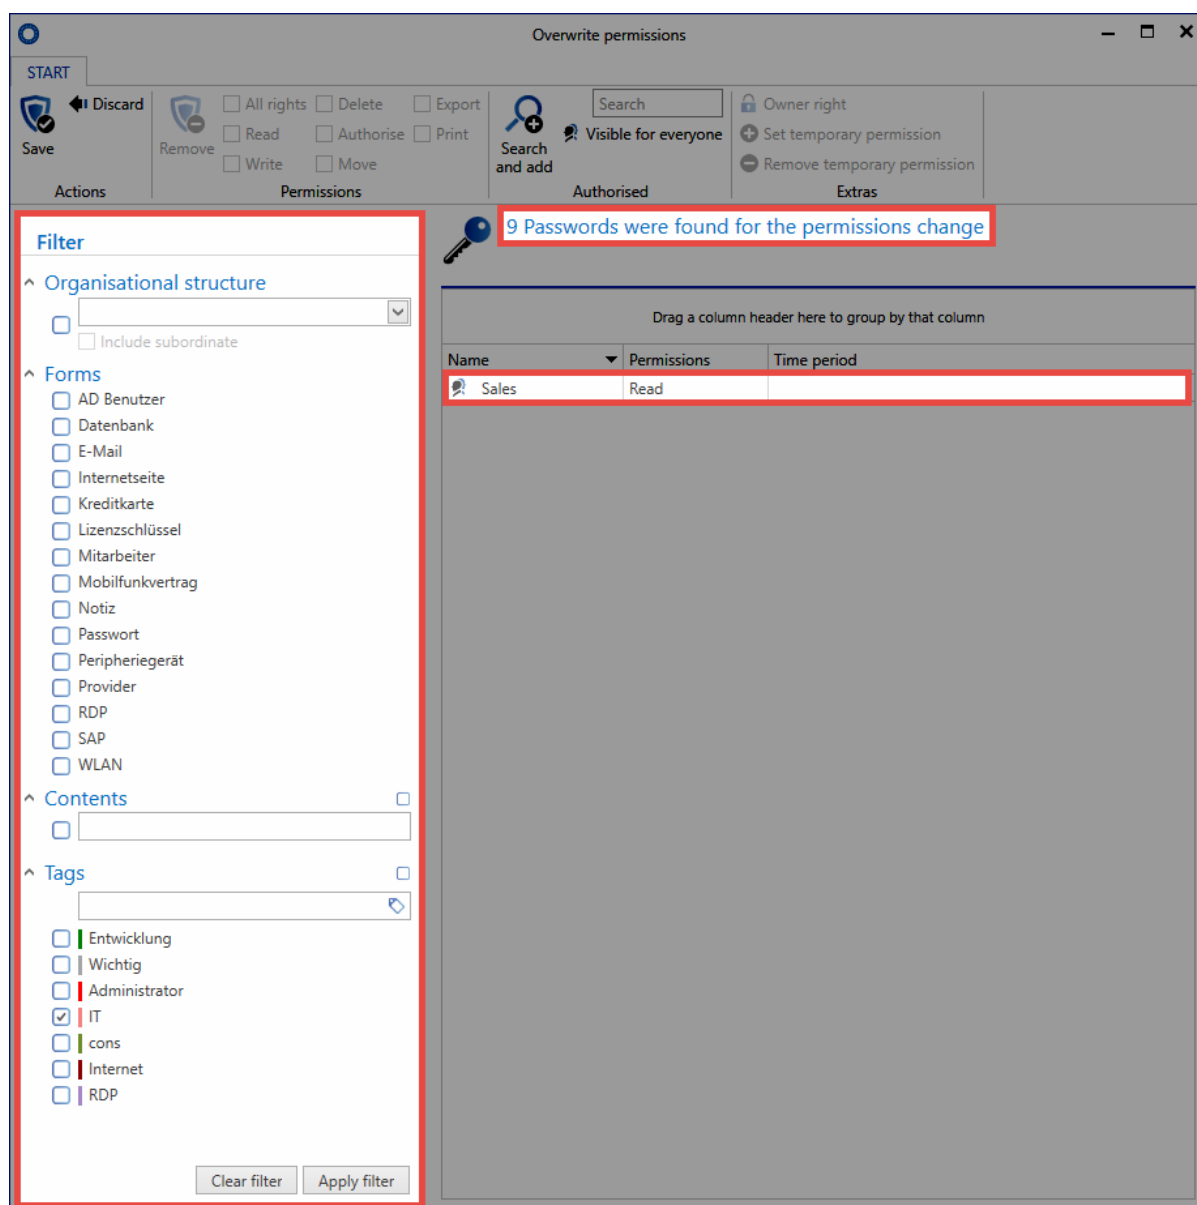 Overwrite permissions
START
Save
Discard
Actions
Remove
All rights
Delete
Export
Read
Authorise
Print
Write
Move
Permissions
Search and add
Search
Visible for everyone
Authorised
Owner right
Set temporary permission
Remove temporary permission
Extras
Filter
Organisational structure
Include subordinate
Forms
AD Benutzer
Datenbank
E-Mail
Internetseite
Kreditkarte
Lizenzschlüssel
Mitarbeiter
Mobilfunkvertrag
Notiz
Passwort
Peripheriegerät
Provider
RDP
SAP
WLAN
Contents
Tags
Entwicklung
Wichtig
Administrator
IT
cons
Internet
RDP
Clear filter
Apply filter
9 Passwords were found for the permissions change
Drag a column header here to group by that column
Name Permissions Time period
Sales Read